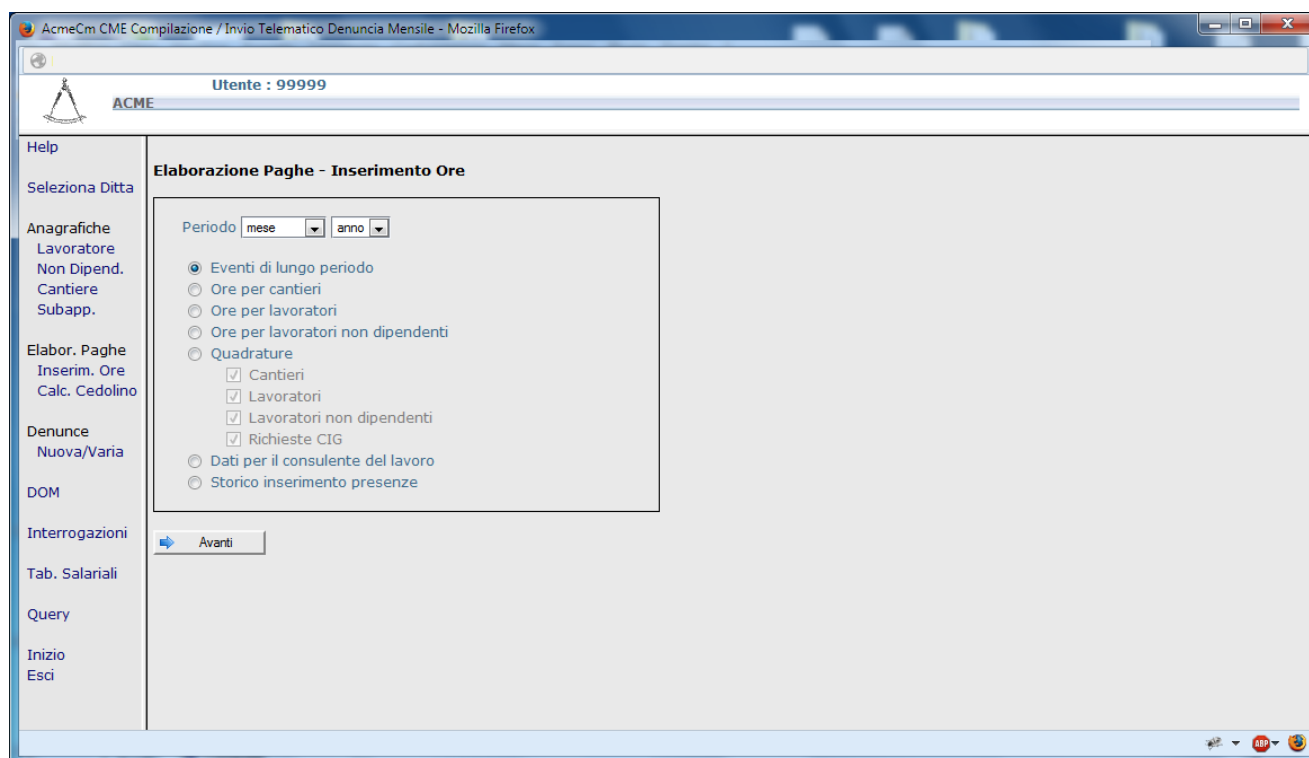 AcmeCm CME Compilazione / Invio Telematico Denuncia Mensile - Mozilla Firefox
Utente : 99999
ACME
Help
Seleziona Ditta
Anagrafiche
Lavoratore
Non Dipend.
Cantiere
Subapp.
Elabor. Paghe
Inserim. Ore
Calc. Cedolino
Denunce
Nuova/Varia
DOM
Interrogazioni
Tab. Salariali
Query
Inizio
Esci
Elaborazione Paghe - Inserimento Ore
Periodo mese anno
Eventi di lungo periodo
Ore per cantieri
Ore per lavoratori
Ore per lavoratori non dipendenti
Quadrature
Cantieri
Lavoratori
Lavoratori non dipendenti
Richieste CIG
Dati per il consulente del lavoro
Storico inserimento presenze
Avanti
ABP